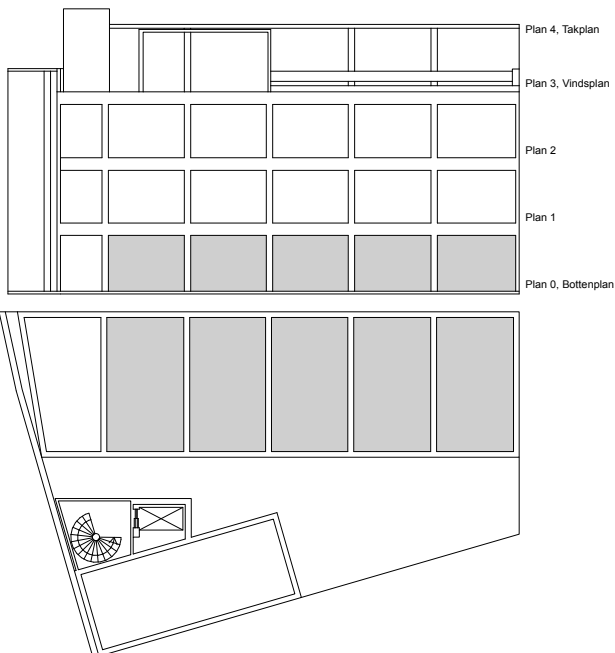 Plan 4, Takplan
Plan 3, Vindsplan
Plan 2
Plan 1
Plan 0, Bottenplan